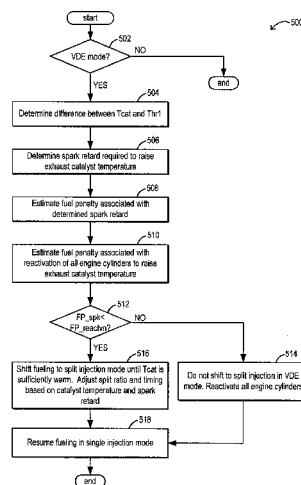 start
500
502
VDE mode?
NO
end
YES
504
Determine difference between Tcat and Thr1
506
Determine spark retard required to raise
exhaust catalyst temperature
508
Estimate fuel penalty associated with
determined spark retard
510
Estimate fuel penalty associated with
reactivation of all engine cylinders to raise
exhaust catalyst temperature
512
FP_spk<
FP_reactvn?
NO
YES
516
Shift fueling to split injection mode until Tcat is
sufficiently warm. Adjust split ratio and timing
based on catalyst temperature and spark
retard
514
Do not shift to split injection in VDE
mode. Reactivate all engine cylinders
518
Resume fueling in single injection mode
end